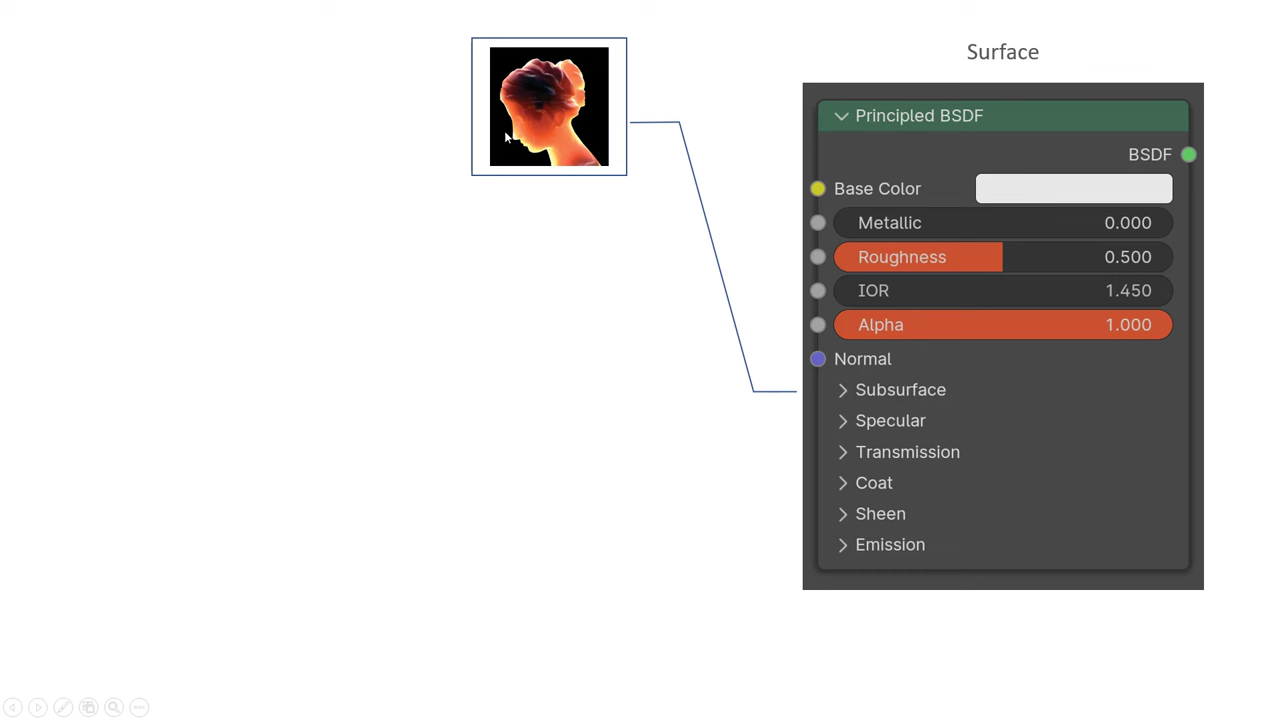 Surface
Principled BSDF
BSDF
Base Color
Metallic 0.000
Roughness 0.500
IOR 1.450
Alpha 1.000
Normal
Subsurface
Specular
Transmission
Coat
Sheen
Emission